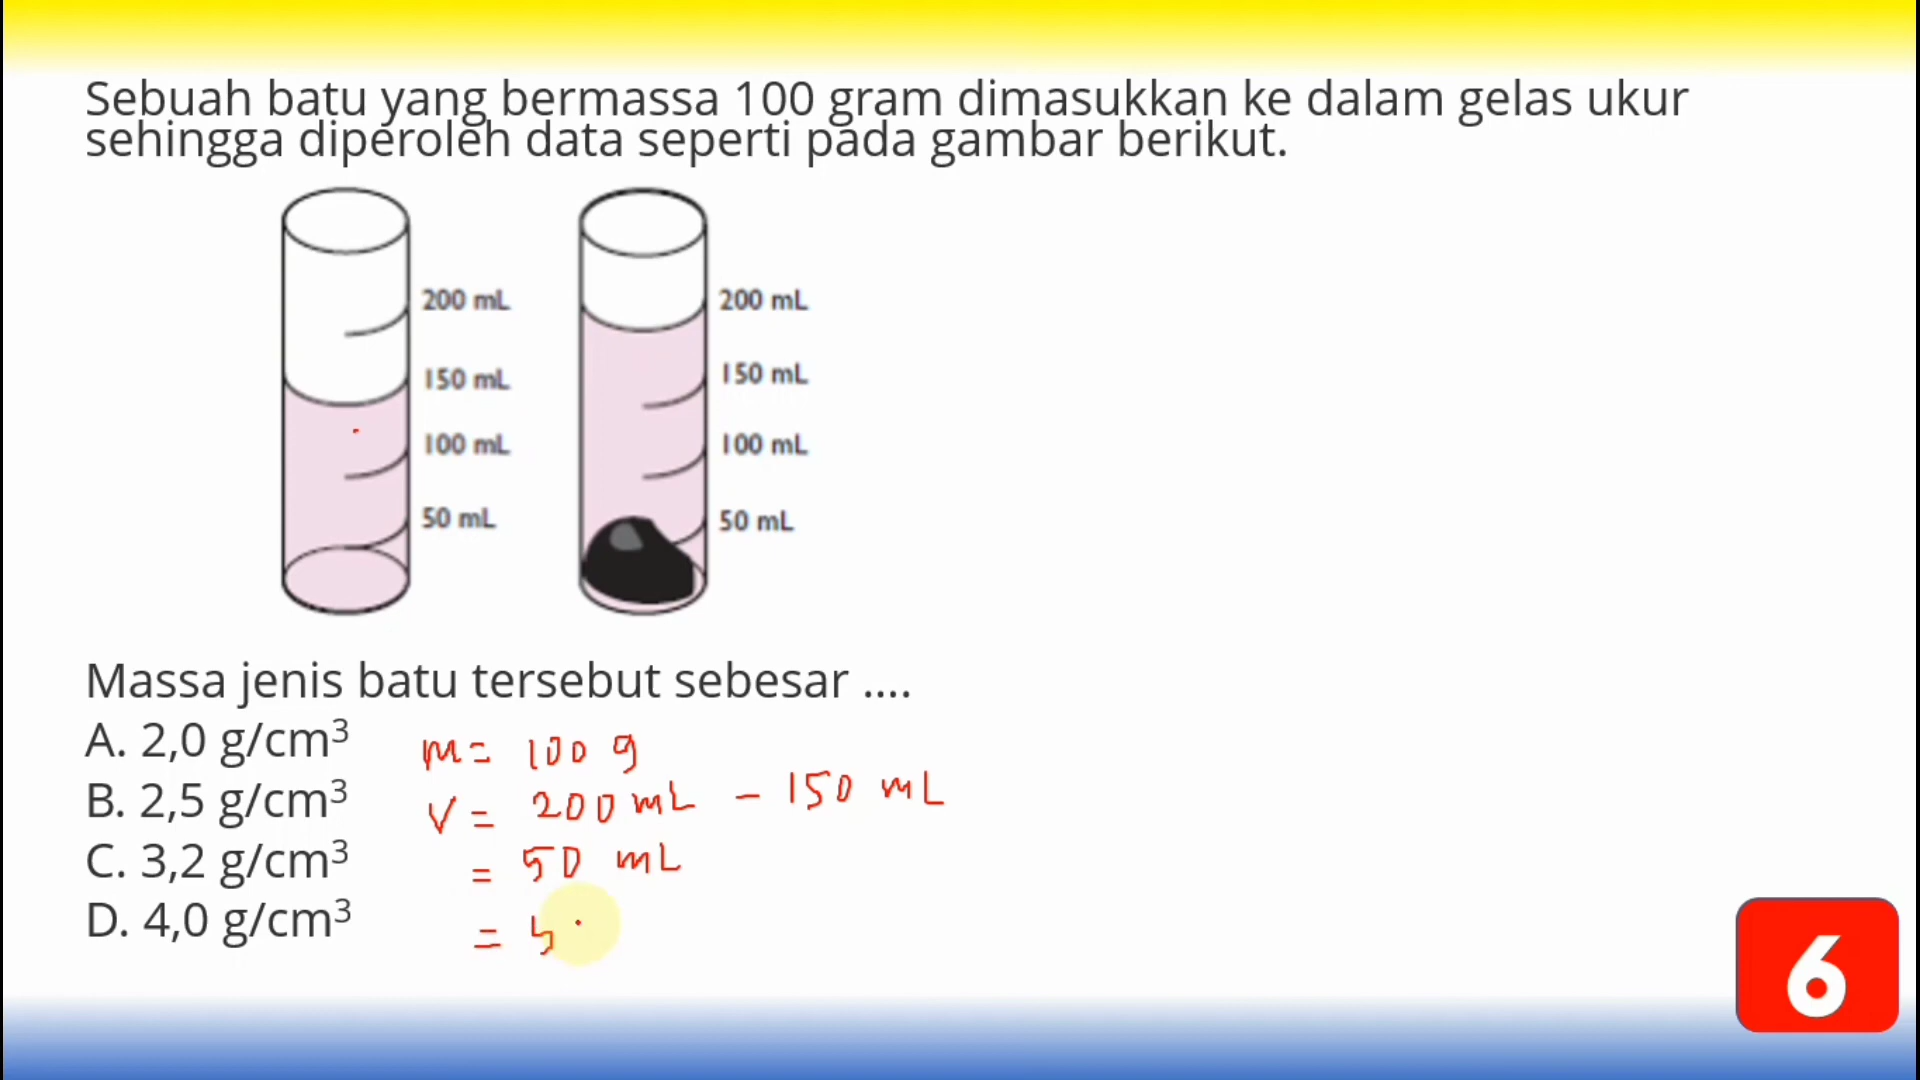 Sebuah batu yang bermassa 100 gram dimasukkan ke dalam gelas ukur
sehingga diperoleh data seperti pada gambar berikut.
200 mL
200 mL
150 mL
150 mL
100 mL
100 mL
50 mL
50 mL
Massa jenis batu tersebut sebesar ....
A. 2,0 g/cm³
B. 2,5 g/cm³
C. 3,2 g/cm³
D. 4,0 g/cm³
m = 100 g
V = 200 mL - 150 mL
= 50 mL
= 5
6